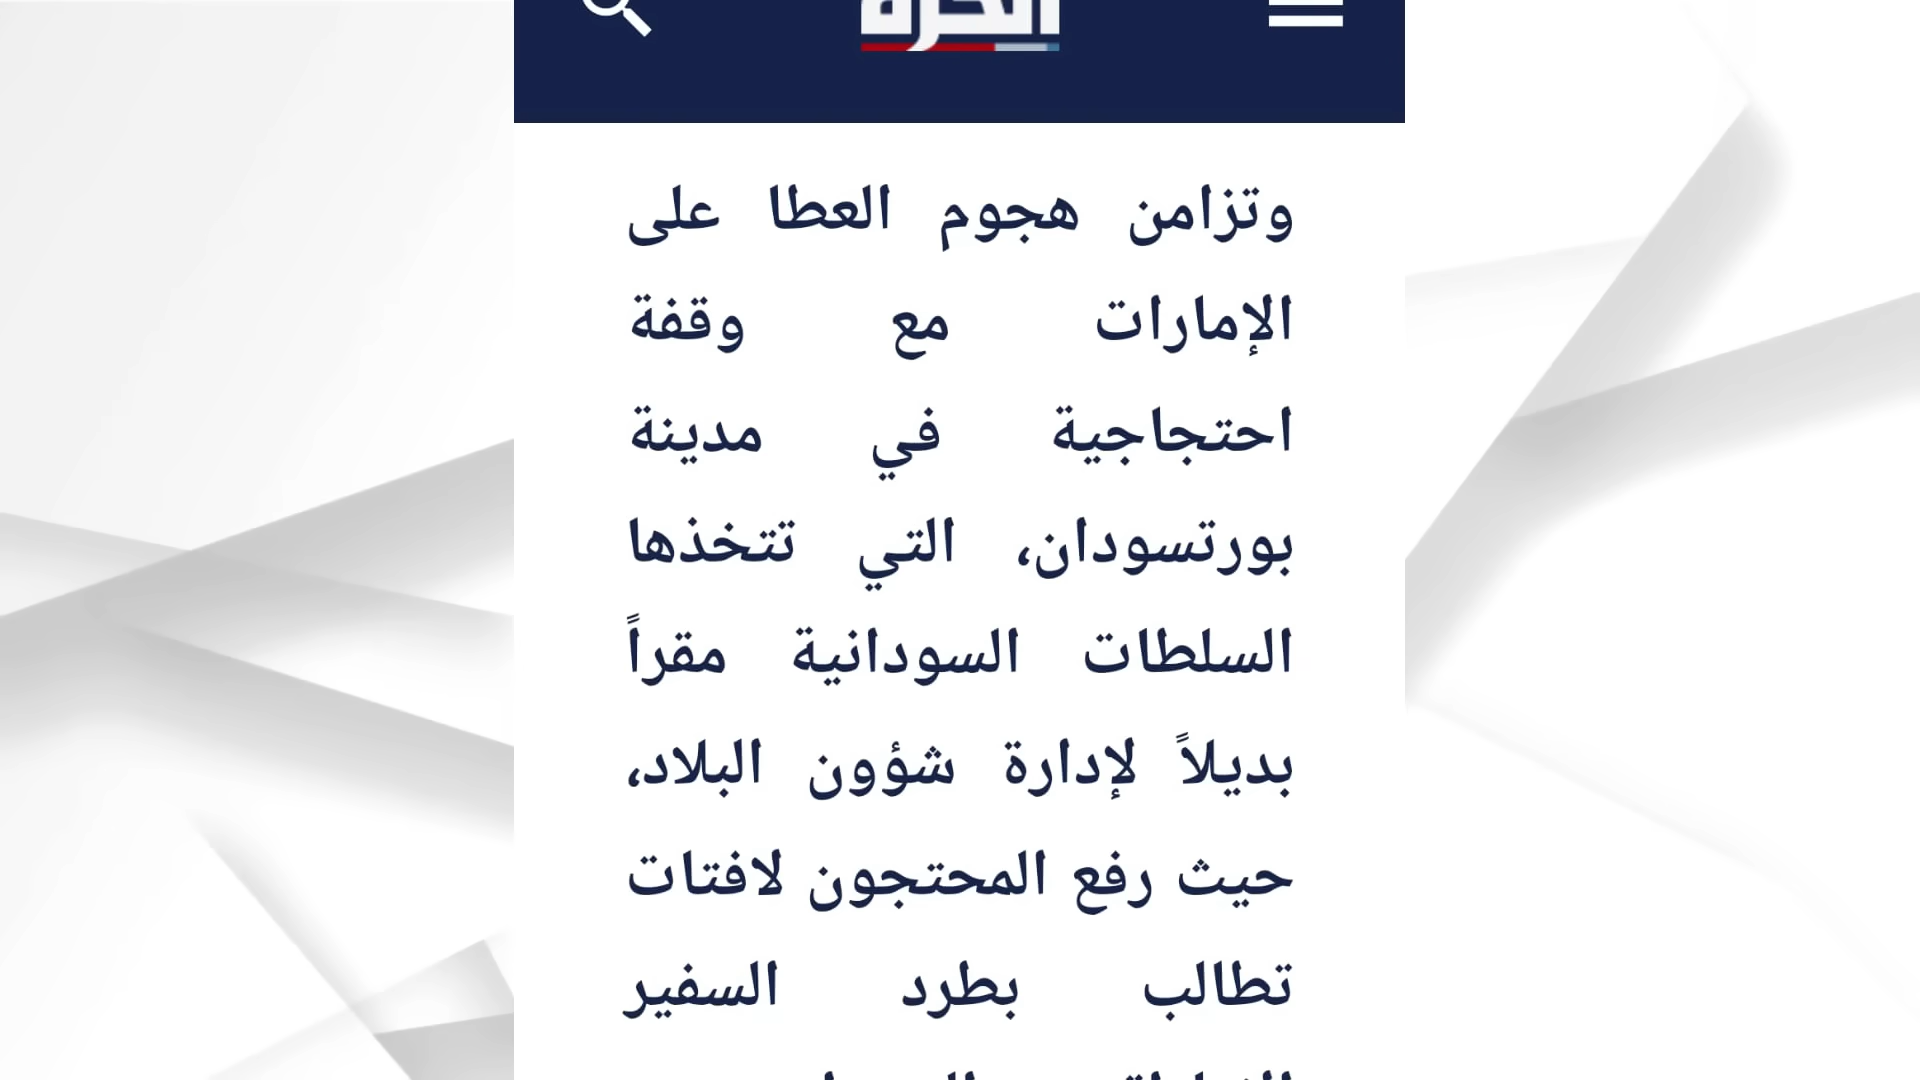 الحرة
وتزامن هجوم العطا على
الإمارات مع وقفة
احتجاجية في مدينة
بورتسودان، التي تتخذها
السلطات السودانية مقراً
بديلاً لإدارة شؤون البلاد،
حيث رفع المحتجون لافتات
تطالب بطرد السفير